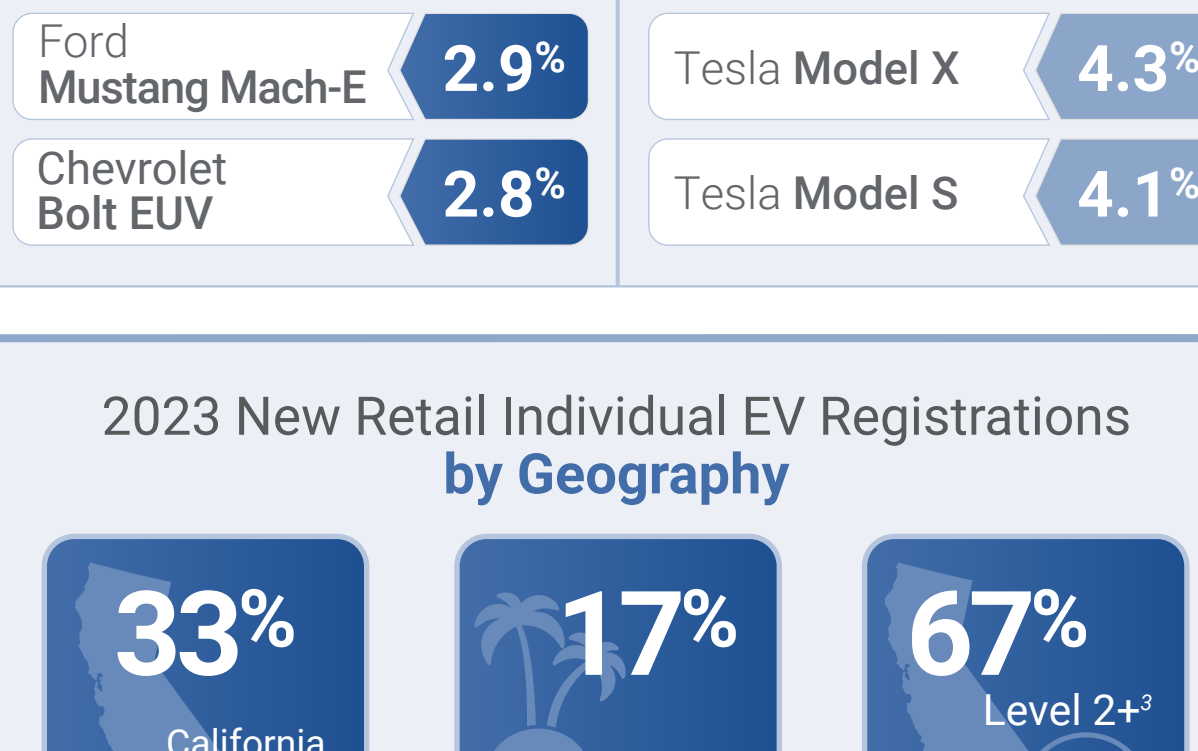 Ford
Mustang Mach-E
2.9%
Chevrolet
Bolt EUV
2.8%
Tesla Model X
4.3%
Tesla Model S
4.1%
2023 New Retail Individual EV Registrations
by Geography
33%
California
17%
67%
Level 2+3